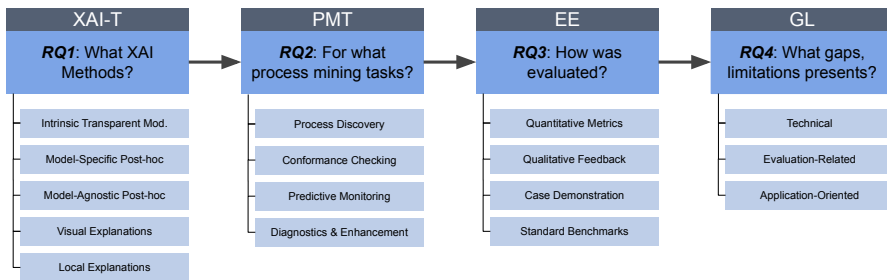 XAI-T
RQ1: What XAI
Methods?
Intrinsic Transparent Mod.
Model-Specific Post-hoc
Model-Agnostic Post-hoc
Visual Explanations
Local Explanations
PMT
RQ2: For what
process mining tasks?
Process Discovery
Conformance Checking
Predictive Monitoring
Diagnostics & Enhancement
EE
RQ3: How was
evaluated?
Quantitative Metrics
Qualitative Feedback
Case Demonstration
Standard Benchmarks
GL
RQ4: What gaps,
limitations presents?
Technical
Evaluation-Related
Application-Oriented